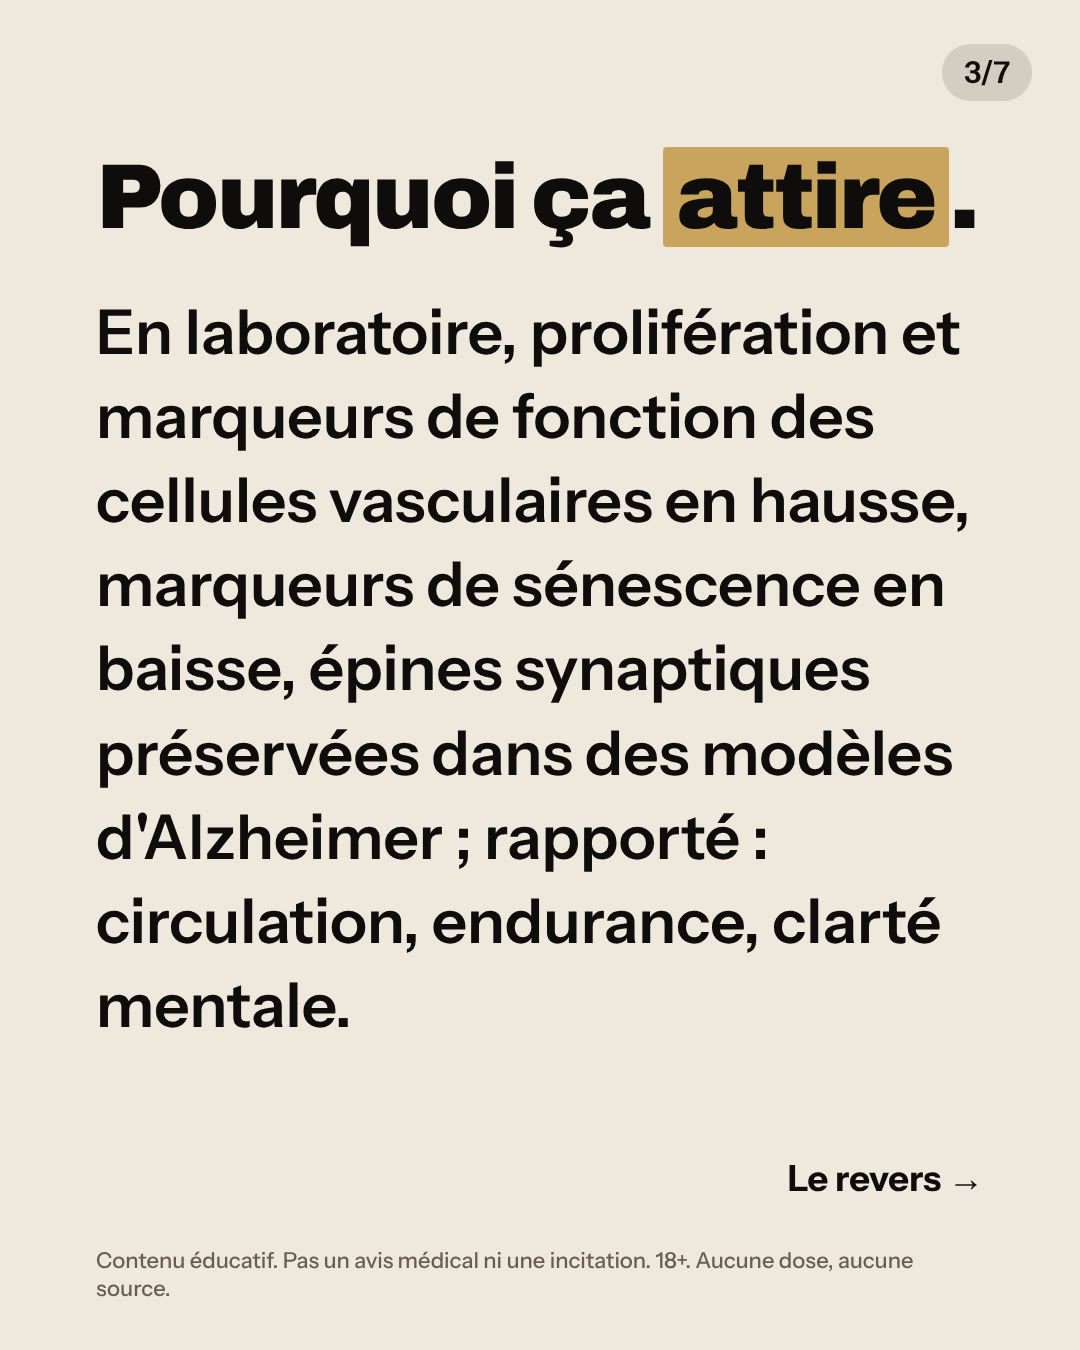 3/7
Pourquoi ça attire.
En laboratoire, prolifération et
marqueurs de fonction des
cellules vasculaires en hausse,
marqueurs de sénescence en
baisse, épines synaptiques
préservées dans des modèles
d'Alzheimer ; rapporté :
circulation, endurance, clarté
mentale.
Le revers →
Contenu éducatif. Pas un avis médical ni une incitation. 18+. Aucune dose, aucune
source.